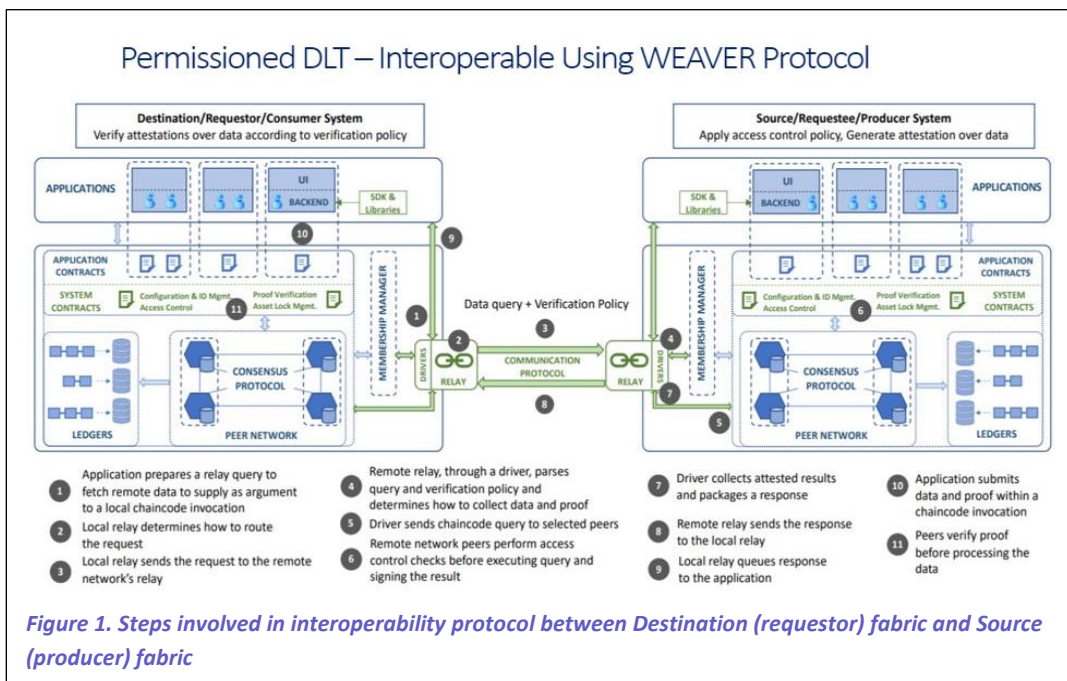 Permissioned DLT – Interoperable Using WEAVER Protocol
Destination/Requestor/Consumer System
Verify attestations over data according to verification policy
Source/Requestee/Producer System
Apply access control policy, Generate attestation over data
APPLICATIONS
UI
BACKEND
SDK &
Libraries
9
10
APPLICATION
CONTRACTS
SYSTEM
CONTRACTS
Configuration & ID Mgmt.
Access Control
11
Proof Verification
Asset Lock Mgmt.
MEMBERSHIP MANAGER
1
LEDGERS
CONSENSUS
PROTOCOL
PEER NETWORK
DRIVERS
2
RELAY
Data query + Verification Policy
3
COMMUNICATION
PROTOCOL
8
RELAY
DRIVERS
4
7
5
MEMBERSHIP MANAGER
SDK &
Libraries
UI
BACKEND
APPLICATIONS
APPLICATION
CONTRACTS
Configuration & ID Mgmt.
Access Control
6
Proof Verification
Asset Lock Mgmt.
SYSTEM
CONTRACTS
CONSENSUS
PROTOCOL
PEER NETWORK
LEDGERS
1 Application prepares a relay query to
fetch remote data to supply as argument
to a local chaincode invocation
2 Local relay determines how to route
the request
3 Local relay sends the request to the remote
network's relay
4 Remote relay, through a driver, parses
query and verification policy and
determines how to collect data and proof
5 Driver sends chaincode query to selected peers
6 Remote network peers perform access
control checks before executing query and
signing the result
7 Driver collects attested results
and packages a response
8 Remote relay sends the response
to the local relay
9 Local relay queues response
to the application
10 Application submits
data and proof within a
chaincode invocation
11 Peers verify proof
before processing the
data
Figure 1. Steps involved in interoperability protocol between Destination (requestor) fabric and Source
(producer) fabric